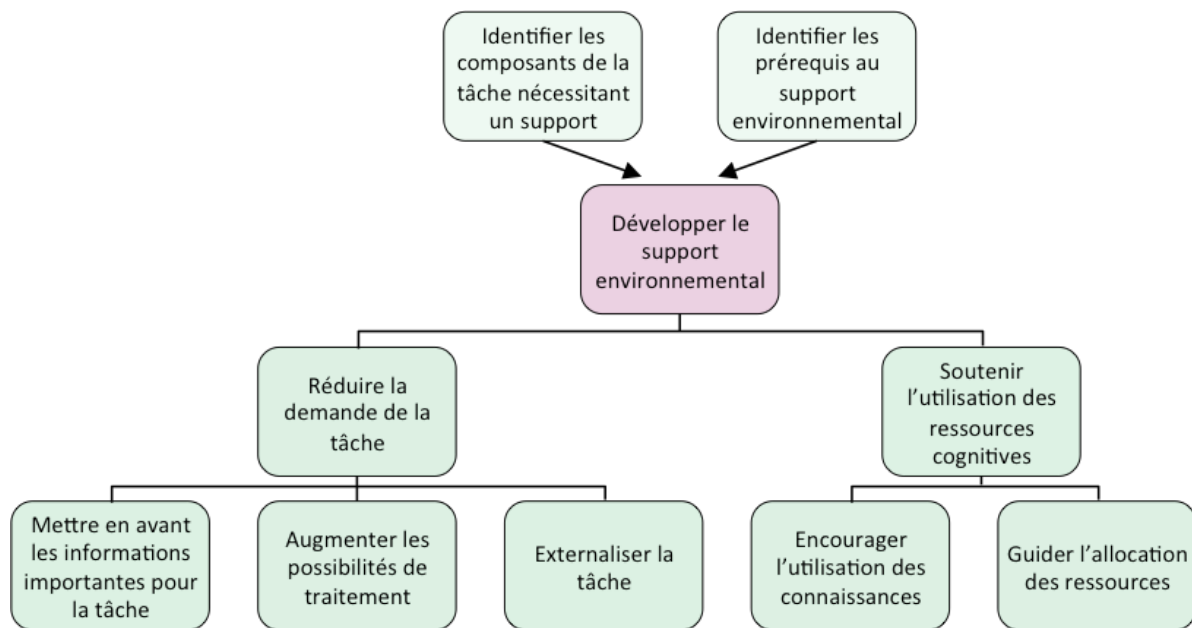 Identifier les
composants de la
tâche nécessitant
un support
Identifier les
prérequis au
support
environemental
Développer le
support
environnemental
Réduire la
demande de la
tâche
Soutenir
l’utilisation des
ressources
cognitives
Mettre en avant
les informations
importantes pour
la tâche
Augmenter les
possibilités de
traitement
Externaliser la
tâche
Encourager
l’utilisation des
connaissances
Guider l’allocation
des ressources